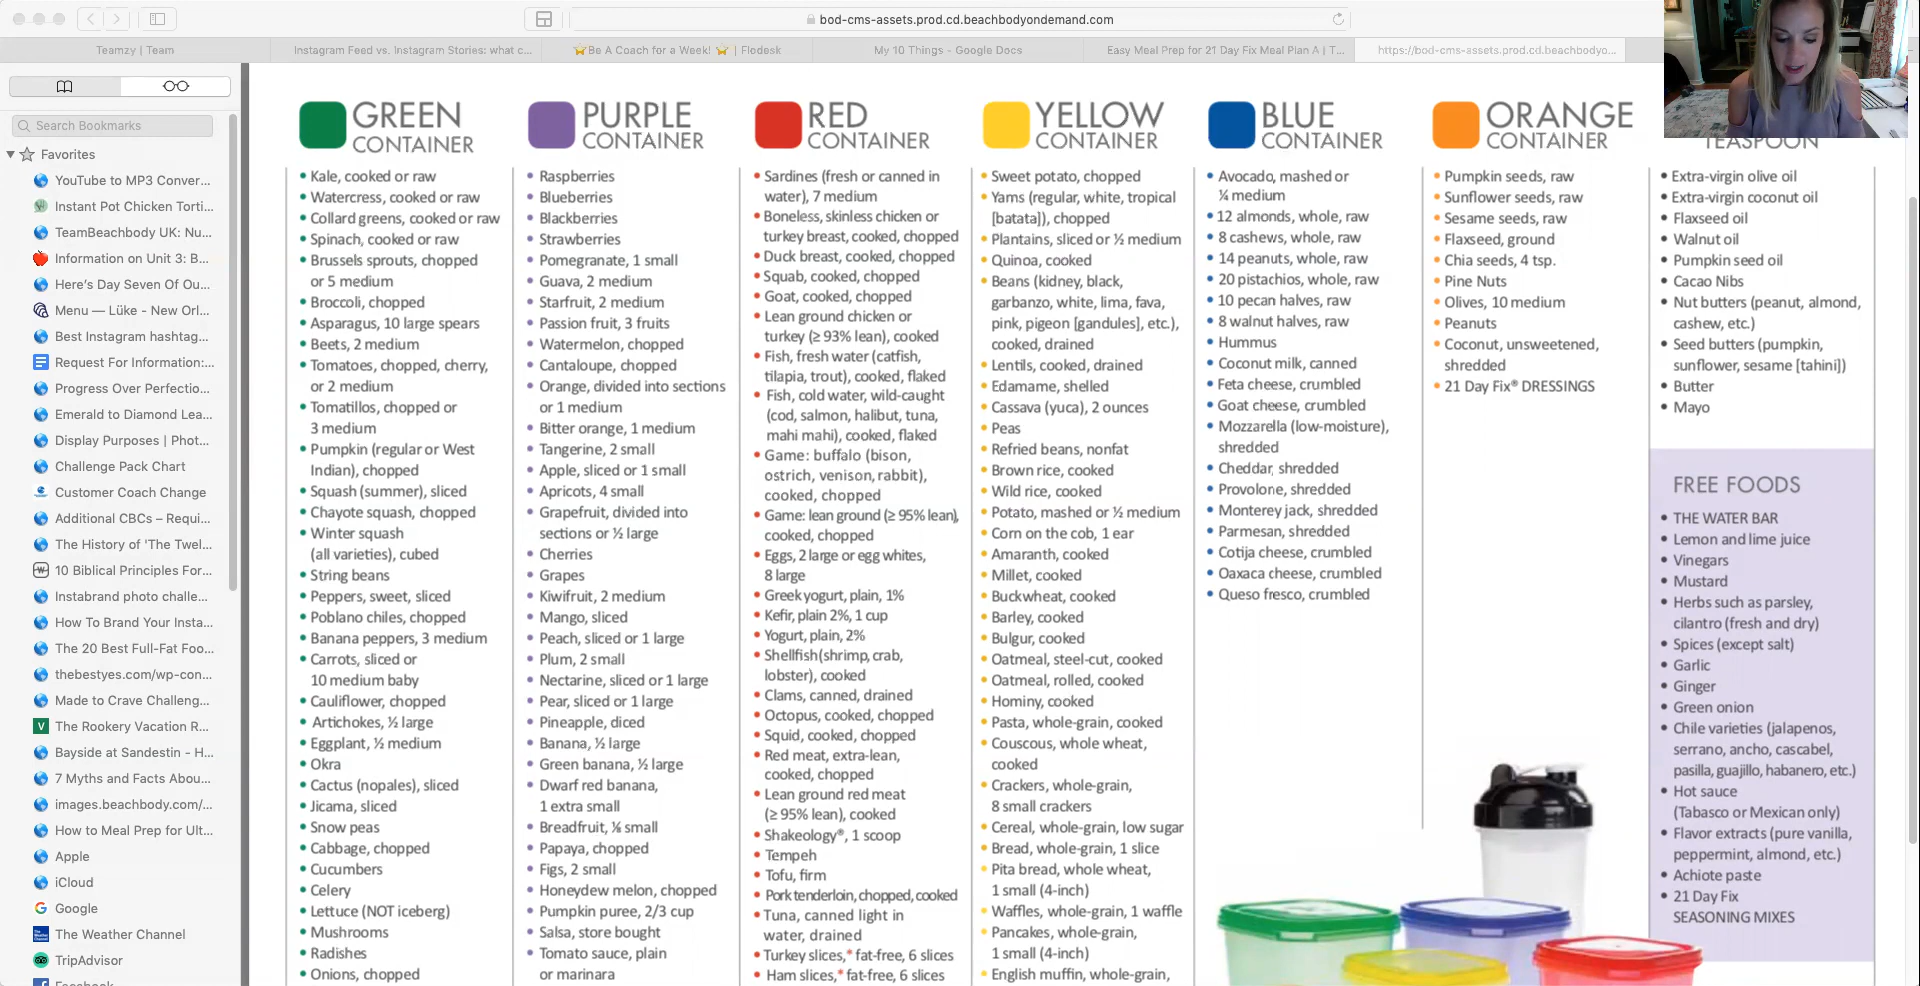 bod-cms-assets.prod.cd.beachbodyondemand.com
Teamzy | Team
Instagram Feed vs. Instagram Stories: what c...
Be A Coach for a Week! | Flodesk
My 10 Things - Google Docs
Easy Meal Prep for 21 Day Fix Meal Plan A | T...
https://bod-cms-assets.prod.cd.beachbodyo...
Search Bookmarks
Favorites
YouTube to MP3 Conver...
Instant Pot Chicken Torti...
TeamBeachbody UK: Nu...
Information on Unit 3: B...
Here's Day Seven Of Ou...
Menu — Lüke - New Orl...
Best Instagram hashtag...
Request For Information:...
Progress Over Perfectio...
Emerald to Diamond Lea...
Display Purposes | Phot...
Challenge Pack Chart
Customer Coach Change
Additional CBCs – Requi...
The History of 'The Twel...
10 Biblical Principles For...
Instabrand photo challe...
How To Brand Your Insta...
The 20 Best Full-Fat Foo...
thebestyes.com/wp-con...
Made to Crave Challeng...
The Rookery Vacation R...
Bayside at Sandestin - H...
7 Myths and Facts Abou...
images.beachbody.com/...
How to Meal Prep for Ult...
Apple
iCloud
Google
The Weather Channel
TripAdvisor
Facebook
GREEN
CONTAINER
• Kale, cooked or raw
• Watercress, cooked or raw
• Collard greens, cooked or raw
• Spinach, cooked or raw
• Brussels sprouts, chopped
or 5 medium
• Broccoli, chopped
• Asparagus, 10 large spears
• Beets, 2 medium
• Tomatoes, chopped, cherry,
or 2 medium
• Tomatillos, chopped or
3 medium
• Pumpkin (regular or West
Indian), chopped
• Squash (summer), sliced
• Chayote squash, chopped
• Winter squash
(all varieties), cubed
• String beans
• Peppers, sweet, sliced
• Poblano chiles, chopped
• Banana peppers, 3 medium
• Carrots, sliced or
10 medium baby
• Cauliflower, chopped
• Artichokes, ½ large
• Eggplant, ½ medium
• Okra
• Cactus (nopales), sliced
• Jicama, sliced
• Snow peas
• Cabbage, chopped
• Cucumbers
• Celery
• Lettuce (NOT iceberg)
• Mushrooms
• Radishes
• Onions, chopped
PURPLE
CONTAINER
• Raspberries
• Blueberries
• Blackberries
• Strawberries
• Pomegranate, 1 small
• Guava, 2 medium
• Starfruit, 2 medium
• Passion fruit, 3 fruits
• Watermelon, chopped
• Cantaloupe, chopped
• Orange, divided into sections
or 1 medium
• Bitter orange, 1 medium
• Tangerine, 2 small
• Apple, sliced or 1 small
• Apricots, 4 small
• Grapefruit, divided into
sections or ½ large
• Cherries
• Grapes
• Kiwifruit, 2 medium
• Mango, sliced
• Peach, sliced or 1 large
• Plum, 2 small
• Nectarine, sliced or 1 large
• Pear, sliced or 1 large
• Pineapple, diced
• Banana, ½ large
• Green banana, ½ large
• Dwarf red banana,
1 extra small
• Breadfruit, ⅛ small
• Papaya, chopped
• Figs, 2 small
• Honeydew melon, chopped
• Pumpkin puree, 2/3 cup
• Salsa, store bought
• Tomato sauce, plain
or marinara
RED
CONTAINER
• Sardines (fresh or canned in
water), 7 medium
• Boneless, skinless chicken or
turkey breast, cooked, chopped
• Duck breast, cooked, chopped
• Squab, cooked, chopped
• Goat, cooked, chopped
• Lean ground chicken or
turkey (≥ 93% lean), cooked
• Fish, fresh water (catfish,
tilapia, trout), cooked, flaked
• Fish, cold water, wild-caught
(cod, salmon, halibut, tuna,
mahi mahi), cooked, flaked
• Game: buffalo (bison,
ostrich, venison, rabbit),
cooked, chopped
• Game: lean ground (≥ 95% lean),
cooked, chopped
• Eggs, 2 large or egg whites,
8 large
• Greek yogurt, plain, 1%
• Kefir, plain 2%, 1 cup
• Yogurt, plain, 2%
• Shellfish (shrimp, crab,
lobster), cooked
• Clams, canned, drained
• Octopus, cooked, chopped
• Squid, cooked, chopped
• Red meat, extra-lean,
cooked, chopped
• Lean ground red meat
(≥ 95% lean), cooked
• Shakeology®, 1 scoop
• Tempeh
• Tofu, firm
• Pork tenderloin, chopped, cooked
• Tuna, canned light in
water, drained
• Turkey slices,* fat-free, 6 slices
• Ham slices,* fat-free, 6 slices
YELLOW
CONTAINER
• Sweet potato, chopped
• Yams (regular, white, tropical
[batata]), chopped
• Plantains, sliced or ½ medium
• Quinoa, cooked
• Beans (kidney, black,
garbanzo, white, lima, fava,
pink, pigeon [gandules], etc.),
cooked, drained
• Lentils, cooked, drained
• Edamame, shelled
• Cassava (yuca), 2 ounces
• Peas
• Refried beans, nonfat
• Brown rice, cooked
• Wild rice, cooked
• Potato, mashed or ½ medium
• Corn on the cob, 1 ear
• Amaranth, cooked
• Millet, cooked
• Buckwheat, cooked
• Barley, cooked
• Bulgur, cooked
• Oatmeal, steel-cut, cooked
• Oatmeal, rolled, cooked
• Hominy, cooked
• Pasta, whole-grain, cooked
• Couscous, whole wheat,
cooked
• Crackers, whole-grain,
8 small crackers
• Cereal, whole-grain, low sugar
• Bread, whole-grain, 1 slice
• Pita bread, whole wheat,
1 small (4-inch)
• Waffles, whole-grain, 1 waffle
• Pancakes, whole-grain,
1 small (4-inch)
• English muffin, whole-grain,
BLUE
CONTAINER
• Avocado, mashed or
¼ medium
• 12 almonds, whole, raw
• 8 cashews, whole, raw
• 14 peanuts, whole, raw
• 20 pistachios, whole, raw
• 10 pecan halves, raw
• 8 walnut halves, raw
• Hummus
• Coconut milk, canned
• Feta cheese, crumbled
• Goat cheese, crumbled
• Mozzarella (low-moisture),
shredded
• Cheddar, shredded
• Provolone, shredded
• Monterey jack, shredded
• Parmesan, shredded
• Cotija cheese, crumbled
• Oaxaca cheese, crumbled
• Queso fresco, crumbled
ORANGE
CONTAINER
• Pumpkin seeds, raw
• Sunflower seeds, raw
• Sesame seeds, raw
• Flaxseed, ground
• Chia seeds, 4 tsp.
• Pine Nuts
• Olives, 10 medium
• Peanuts
• Coconut, unsweetened,
shredded
• 21 Day Fix® DRESSINGS
TEASPOON
• Extra-virgin olive oil
• Extra-virgin coconut oil
• Flaxseed oil
• Walnut oil
• Pumpkin seed oil
• Cacao Nibs
• Nut butters (peanut, almond,
cashew, etc.)
• Seed butters (pumpkin,
sunflower, sesame [tahini])
• Butter
• Mayo
FREE FOODS
• THE WATER BAR
• Lemon and lime juice
• Vinegars
• Mustard
• Herbs such as parsley,
cilantro (fresh and dry)
• Spices (except salt)
• Garlic
• Ginger
• Green onion
• Chile varieties (jalapenos,
serrano, ancho, cascabel,
pasilla, guajillo, habanero, etc.)
• Hot sauce
(Tabasco or Mexican only)
• Flavor extracts (pure vanilla,
peppermint, almond, etc.)
• Achiote paste
• 21 Day Fix
SEASONING MIXES